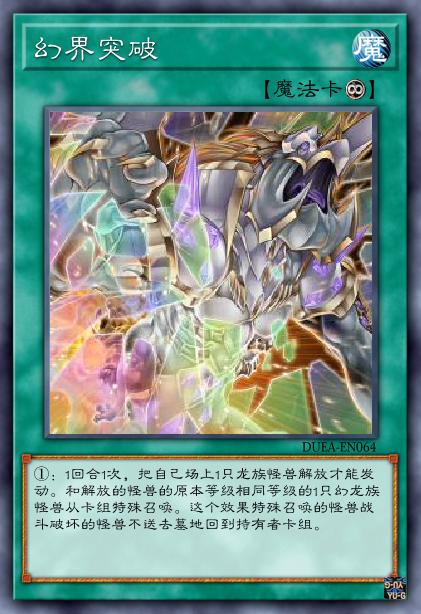 幻界突破
魔
【魔法卡♾】
DUEA-EN064
①：1回合1次，把自己场上1只龙族怪兽解放才能发
动。和解放的怪兽的原本等级相同等级的1只幻龙族
怪兽从卡组特殊召唤。这个效果特殊召唤的怪兽战
斗破坏的怪兽不送去墓地回到持有者卡组。